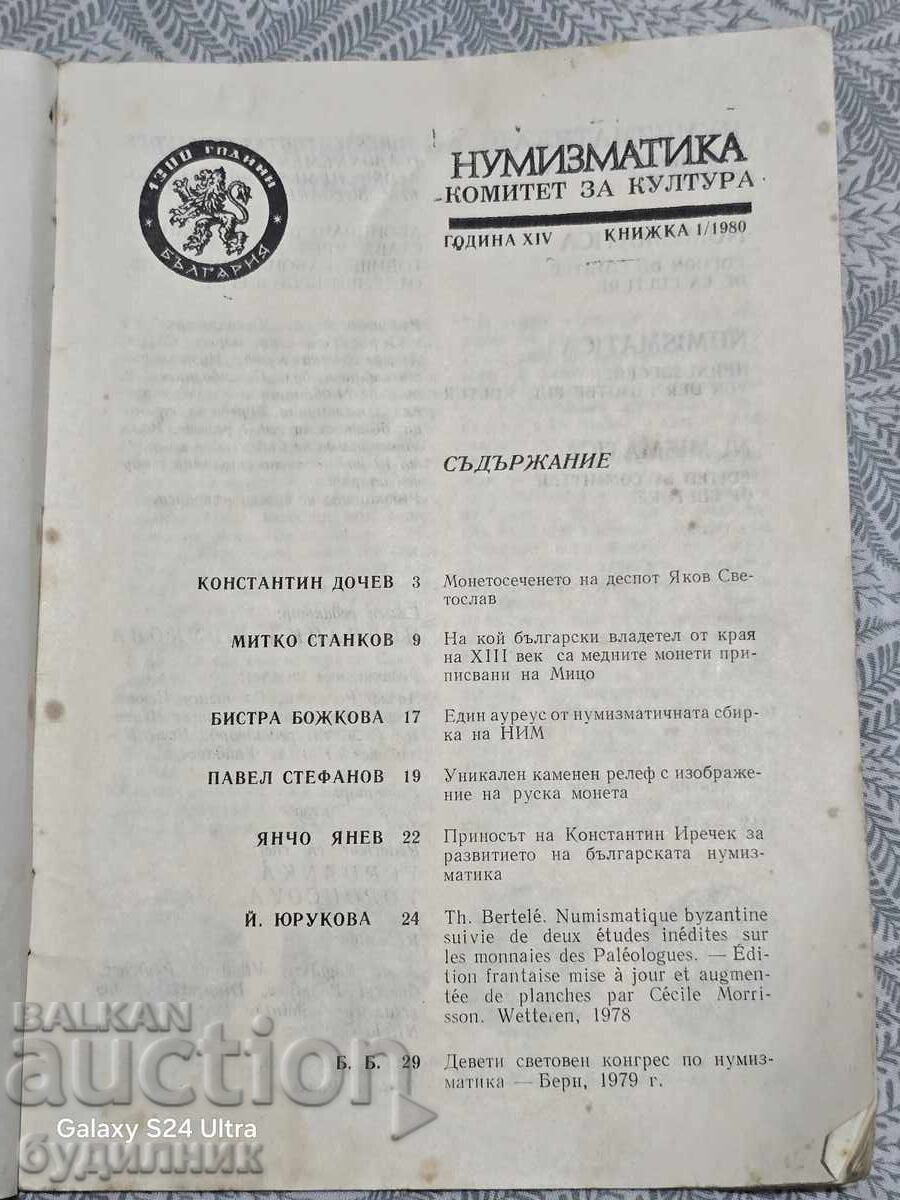 1300 ГОДИНИ
БЪЛГАРИЯ
НУМИЗМАТИКА
КОМИТЕТ ЗА КУЛТУРА
ГОДИНА XIV КНИЖКА 1/1980
СЪДЪРЖАНИЕ
КОНСТАНТИН ДОЧЕВ 3 Монетосеченето на деспот Яков Све-
тослав
МИТКО СТАНКОВ 9 На кой български владетел от края
на XIII век са медните монети при-
писвани на Мицо
БИСТРА БОЖКОВА 17 Един ауреус от нумизматичната сбир-
ка на НИМ
ПАВЕЛ СТЕФАНОВ 19 Уникален каменен релеф с изображе-
ние на руска монета
ЯНЧО ЯНЕВ 22 Приносът на Константин Иречек за
развитието на българската нумиз-
матика
Й. ЮРУКОВА 24 Th. Bertelé. Numismatique byzantine
suivie de deux études inédites sur
les monnaies des Paléologues. — Édi-
tion frantaise mise à jour et augmen-
tée de planches par Cécile Morri-
sson. Wetteren, 1978
Б. Б. 29 Девети световен конгрес по нумиз-
матика — Берн, 1979 г.
BALKAN
auction
Galaxy S24 Ultra
будилник